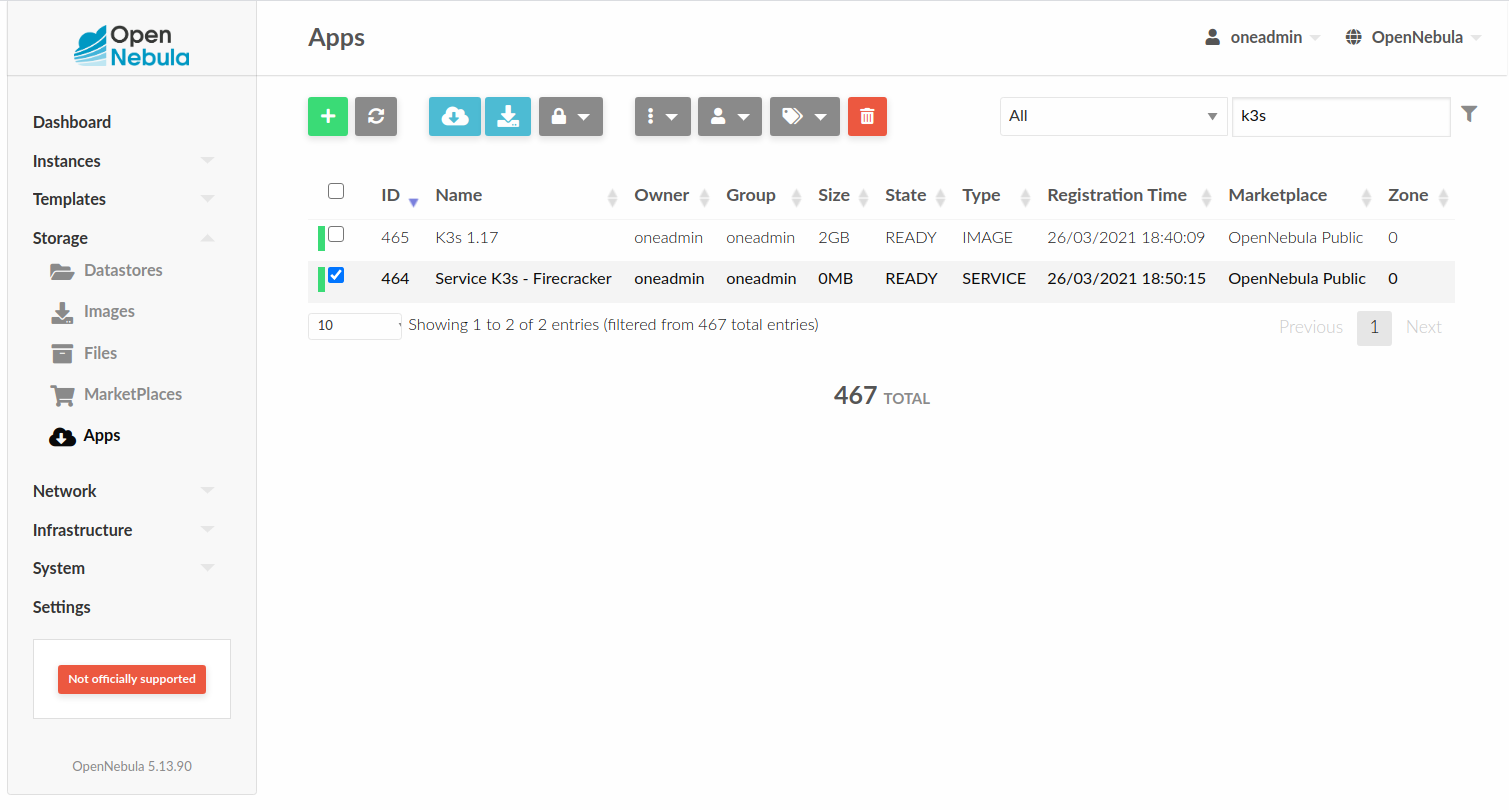 Open
Nebula
Apps
oneadmin
OpenNebula
Dashboard
Instances
Templates
Storage
Datastores
Images
Files
MarketPlaces
Apps
Network
Infrastructure
System
Settings
Not officially supported
OpenNebula 5.13.90
All
k3s
ID Name Owner Group Size State Type Registration Time Marketplace Zone
465 K3s 1.17 oneadmin oneadmin 2GB READY IMAGE 26/03/2021 18:40:09 OpenNebula Public 0
464 Service K3s - Firecracker oneadmin oneadmin 0MB READY SERVICE 26/03/2021 18:50:15 OpenNebula Public 0
10 Showing 1 to 2 of 2 entries (filtered from 467 total entries)
Previous 1 Next
467 TOTAL